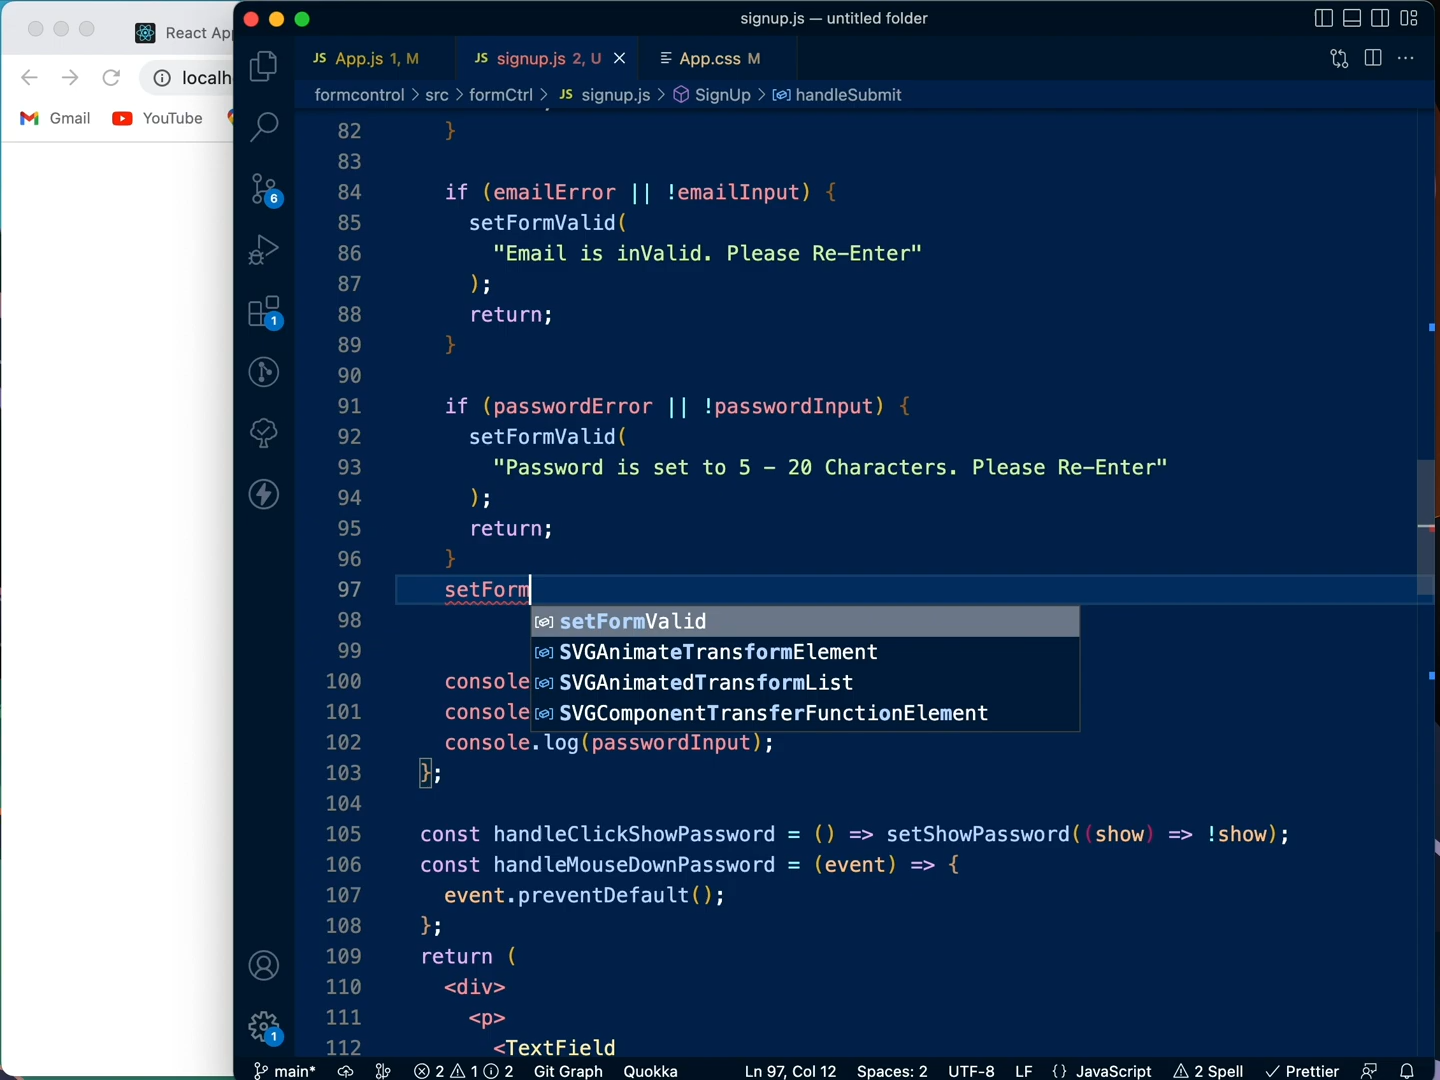 signup.js — untitled folder
React App
localh
Gmail
YouTube
JS App.js 1, M
JS signup.js 2, U
App.css M
formcontrol > src > formCtrl > JS signup.js > SignUp > handleSubmit
82 }
83
84 if (emailError || !emailInput) {
85 setFormValid(
86 "Email is inValid. Please Re-Enter"
87 );
88 return;
89 }
90
91 if (passwordError || !passwordInput) {
92 setFormValid(
93 "Password is set to 5 - 20 Characters. Please Re-Enter"
94 );
95 return;
96 }
97 setForm
98 setFormValid
SVGAnimateTransformElement
99
SVGAnimatedTransformList
100 console
SVGComponentTransferFunctionElement
101 console
102 console.log(passwordInput);
103 };
104
105 const handleClickShowPassword = () => setShowPassword((show) => !show);
106 const handleMouseDownPassword = (event) => {
107 event.preventDefault();
108 };
109 return (
110 <div>
111 <p>
112 <TextField
6
1
1
main* 2 1 2 Git Graph Quokka Ln 97, Col 12 Spaces: 2 UTF-8 LF {} JavaScript 2 Spell Prettier